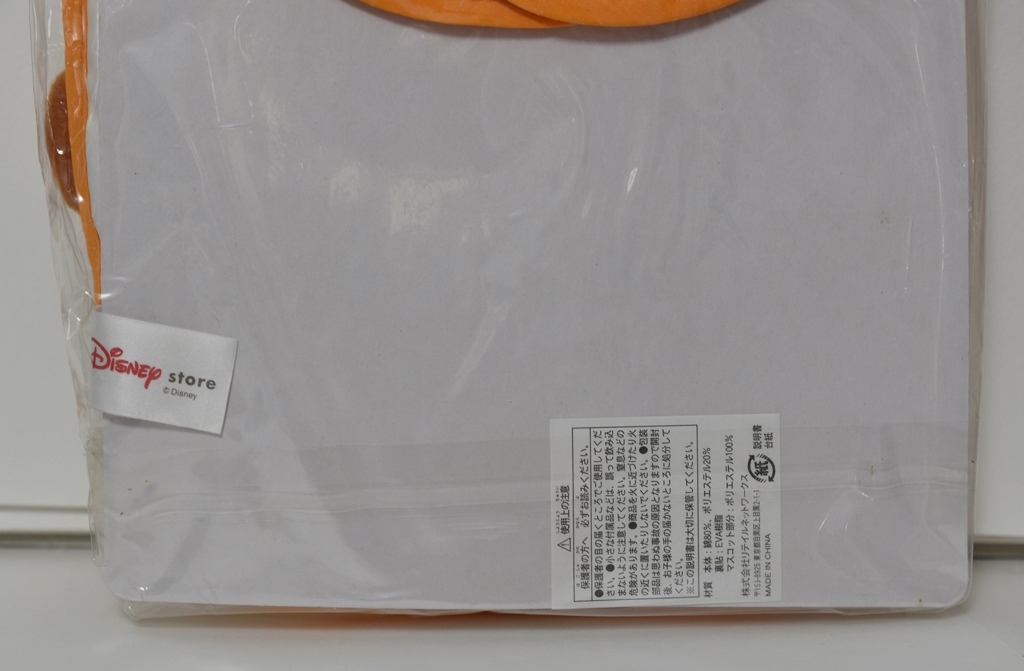 Disney store
© Disney
⚠ 使用上の注意
保護者の方へ 必ずお読みください。
●保護者の目の届くところでご使用してくだ
さい。●小さな付属品などは、誤って飲み込
まないように注意してください。窒息などの
危険があります。●商品を火に近づけたり火
の近くに置いたりしないでください。●包装
部品は思わぬ事故の原因となりますので開封
後、お子様の手の届かないところに処分して
ください。
※この説明書は大切に保管してください。
材質 本体：綿80%、ポリエステル20%
裏貼：EVA樹脂
マスコット部分：ポリエステル100%
株式会社リテイルネットワークス
東京都目黒区上目黒2-1-1
MADE IN CHINA
紙
説明書
台紙